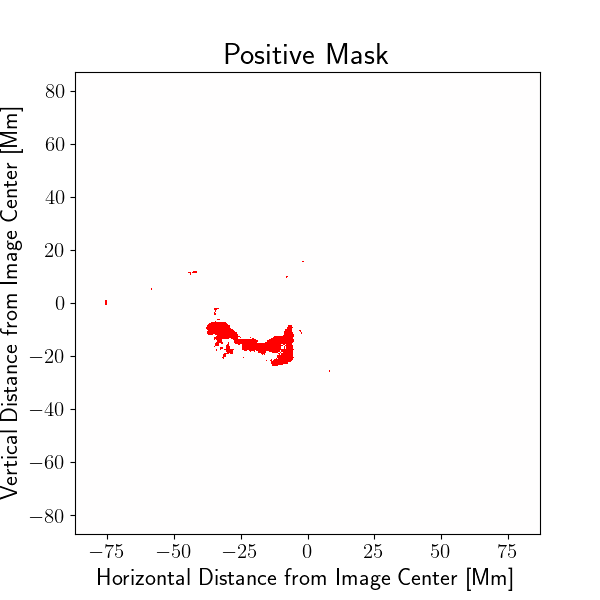 Positive Mask
Vertical Distance from Image Center [Mm]
80
60
40
20
0
−20
−40
−60
−80
−75 −50 −25 0 25 50 75
Horizontal Distance from Image Center [Mm]